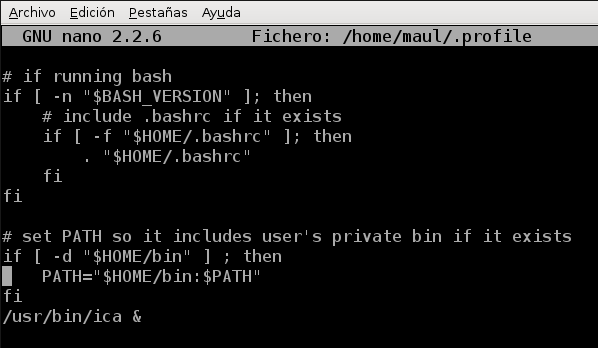 Archivo Edición Pestañas Ayuda
GNU nano 2.2.6 Fichero: /home/maul/.profile
# if running bash
if [ -n "$BASH_VERSION" ]; then
    # include .bashrc if it exists
    if [ -f "$HOME/.bashrc" ]; then
        . "$HOME/.bashrc"
    fi
fi
# set PATH so it includes user's private bin if it exists
if [ -d "$HOME/bin" ] ; then
    PATH="$HOME/bin:$PATH"
fi
/usr/bin/ica &